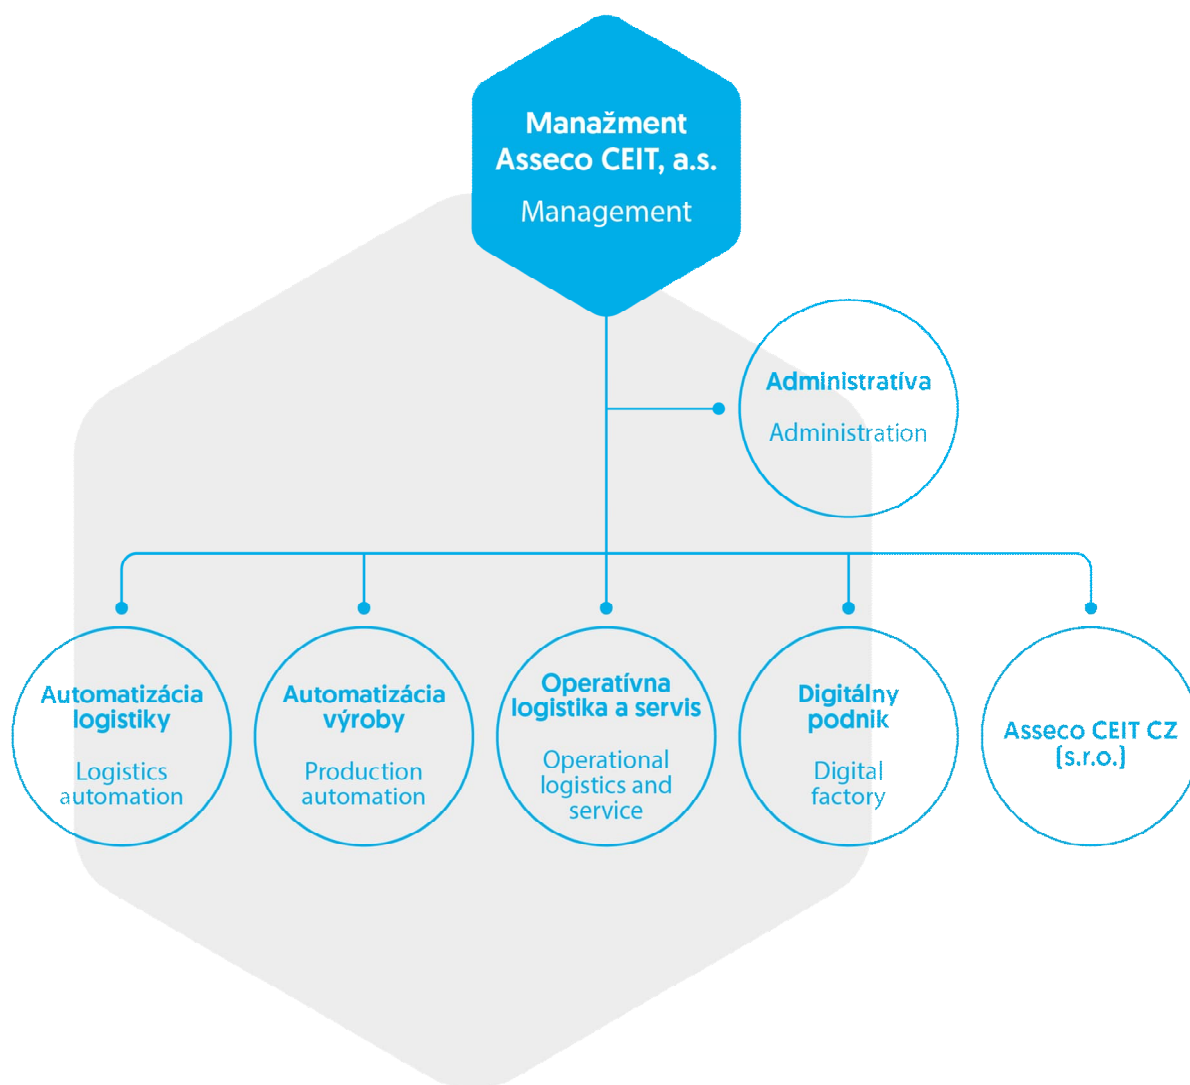 Manažment
Asseco CEIT, a.s.
Management
Administratíva
Administration
Automatizácia
logistiky
Logistics
automation
Automatizácia
výroby
Production
automation
Operatívna
logistika a servis
Operational
logistics and
service
Digitálny
podnik
Digital
factory
Asseco CEIT CZ
(s.r.o.)